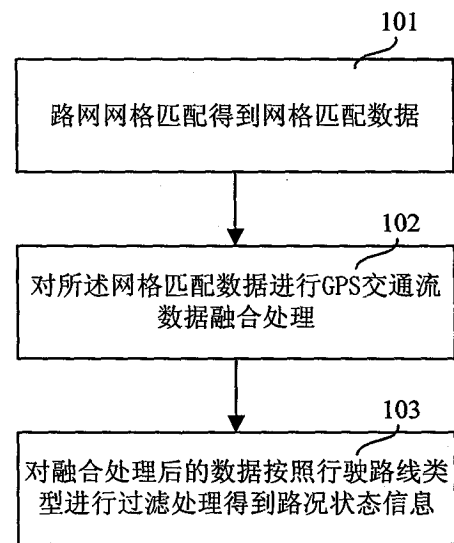 101
路网网格匹配得到网格匹配数据
102
对所述网格匹配数据进行GPS交通流
数据融合处理
103
对融合处理后的数据按照行驶路线类
型进行过滤处理得到路况状态信息